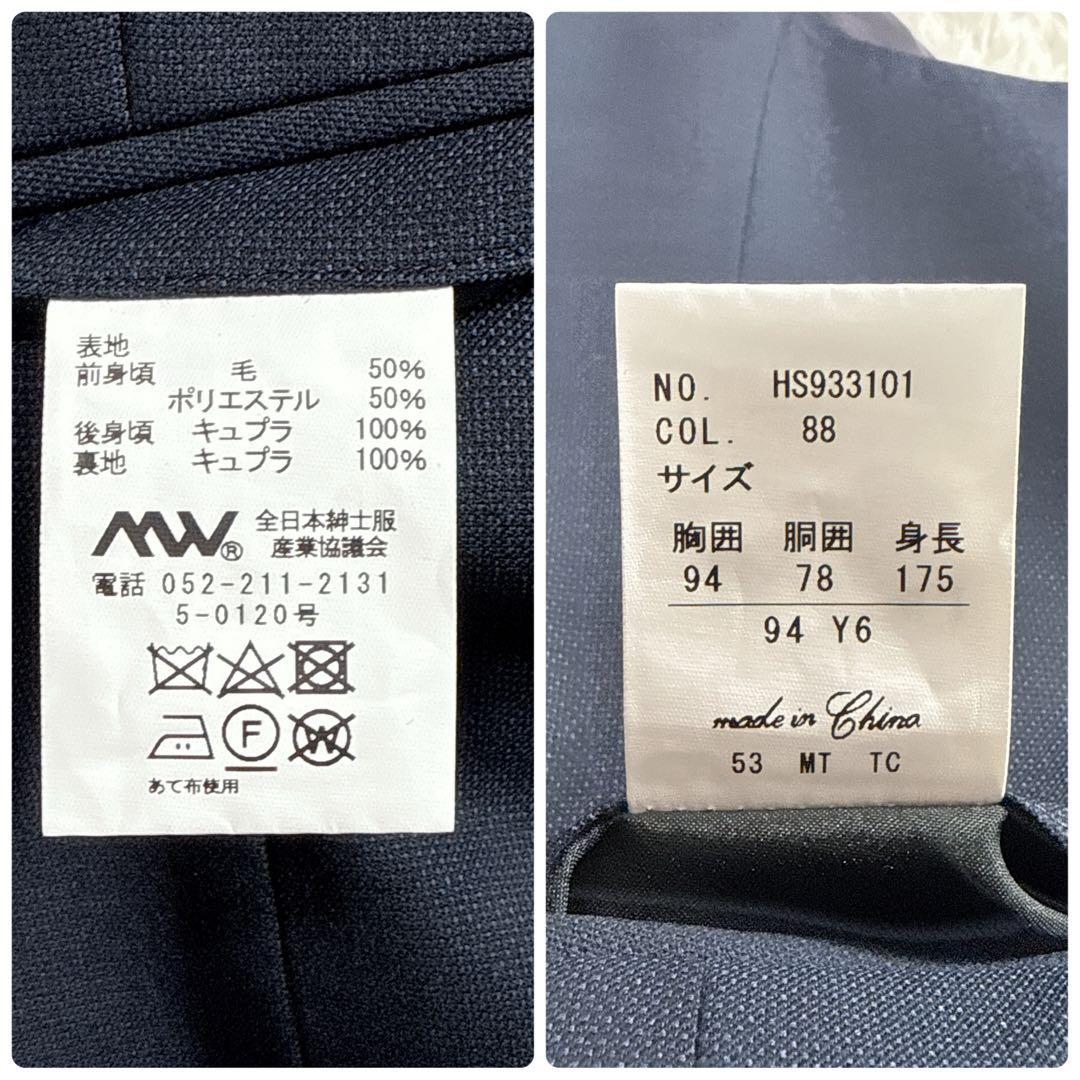 表地
前身頃 毛 50%
ポリエステル 50%
後身頃 キュプラ 100%
裏地 キュプラ 100%
MW® 全日本紳士服
産業協議会
電話 052-211-2131
5-0120号
F W
あて布使用
NO. HS933101
COL. 88
サイズ
胸囲 胴囲 身長
94 78 175
94 Y6
made in China
53 MT TC